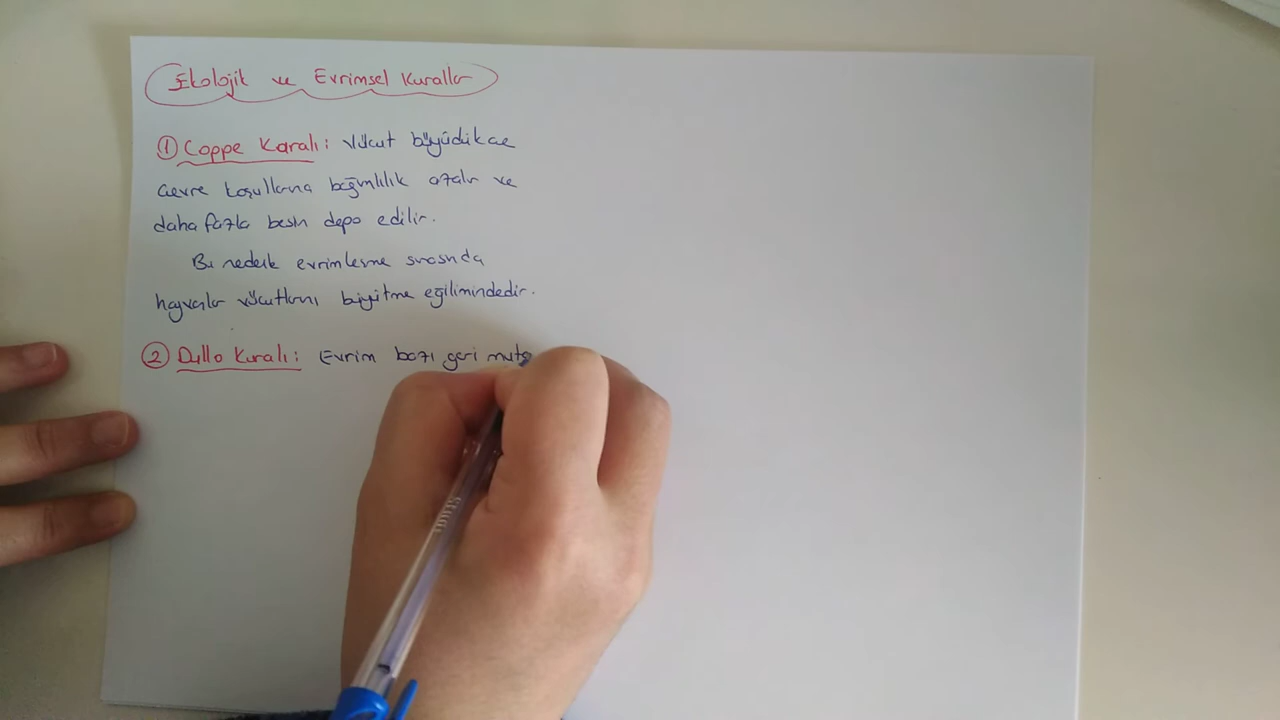 Ekolojik ve Evrimsel Kurallar
① Coppe Kuralı: Vücut büyüdükçe
çevre koşullarına bağımlılık azalır ve
daha fazla besin depo edilir.
Bu nedenle evrimleşme sırasında
hayvanlar vücutlarını büyütme eğilimindedir.
② Dollo Kuralı: Evrim bazı geri muta